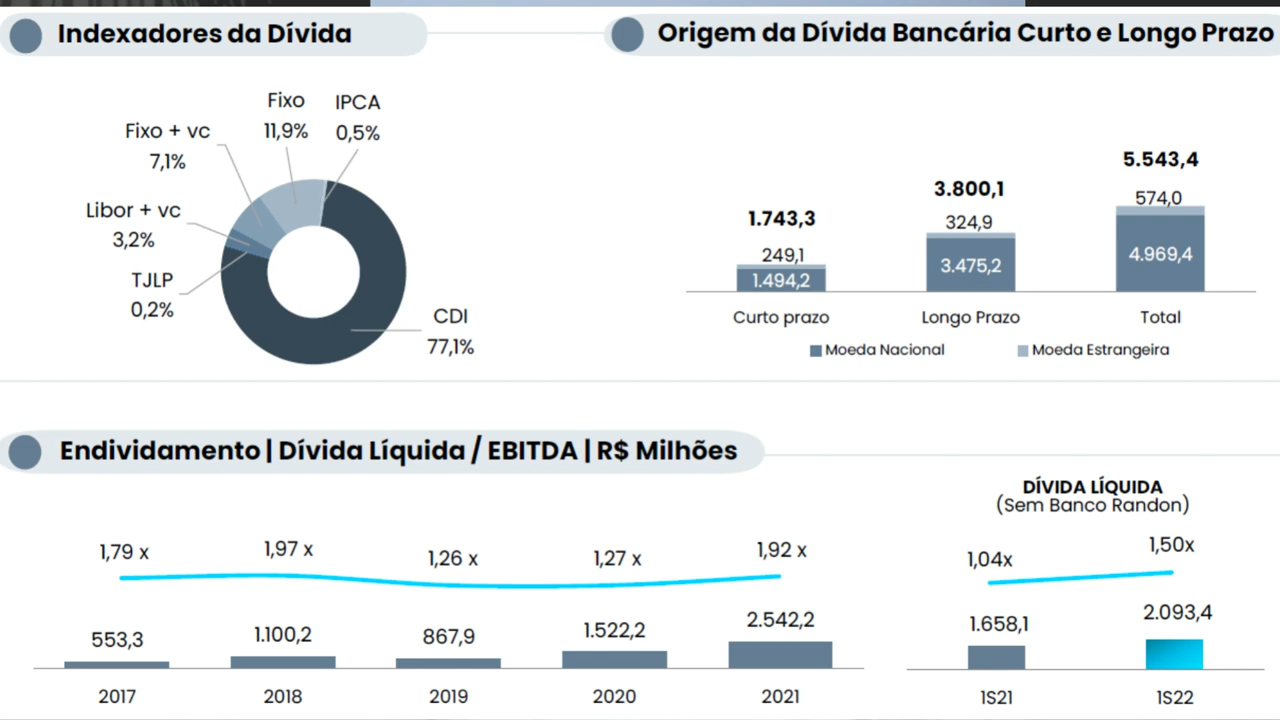 Indexadores da Dívida
Fixo
11,9%
IPCA
0,5%
Fixo + vc
7,1%
Libor + vc
3,2%
TJLP
0,2%
CDI
77,1%
Origem da Dívida Bancária Curto e Longo Prazo
1.743,3
249,1
1.494,2
3.800,1
324,9
3.475,2
5.543,4
574,0
4.969,4
Curto prazo
Longo Prazo
Total
Moeda Nacional
Moeda Estrangeira
Endividamento | Dívida Líquida / EBITDA | R$ Milhões
1,79 x
1,97 x
1,26 x
1,27 x
1,92 x
553,3
1.100,2
867,9
1.522,2
2.542,2
2017
2018
2019
2020
2021
DÍVIDA LÍQUIDA
(Sem Banco Randon)
1,04x
1,50x
1.658,1
2.093,4
1S21
1S22